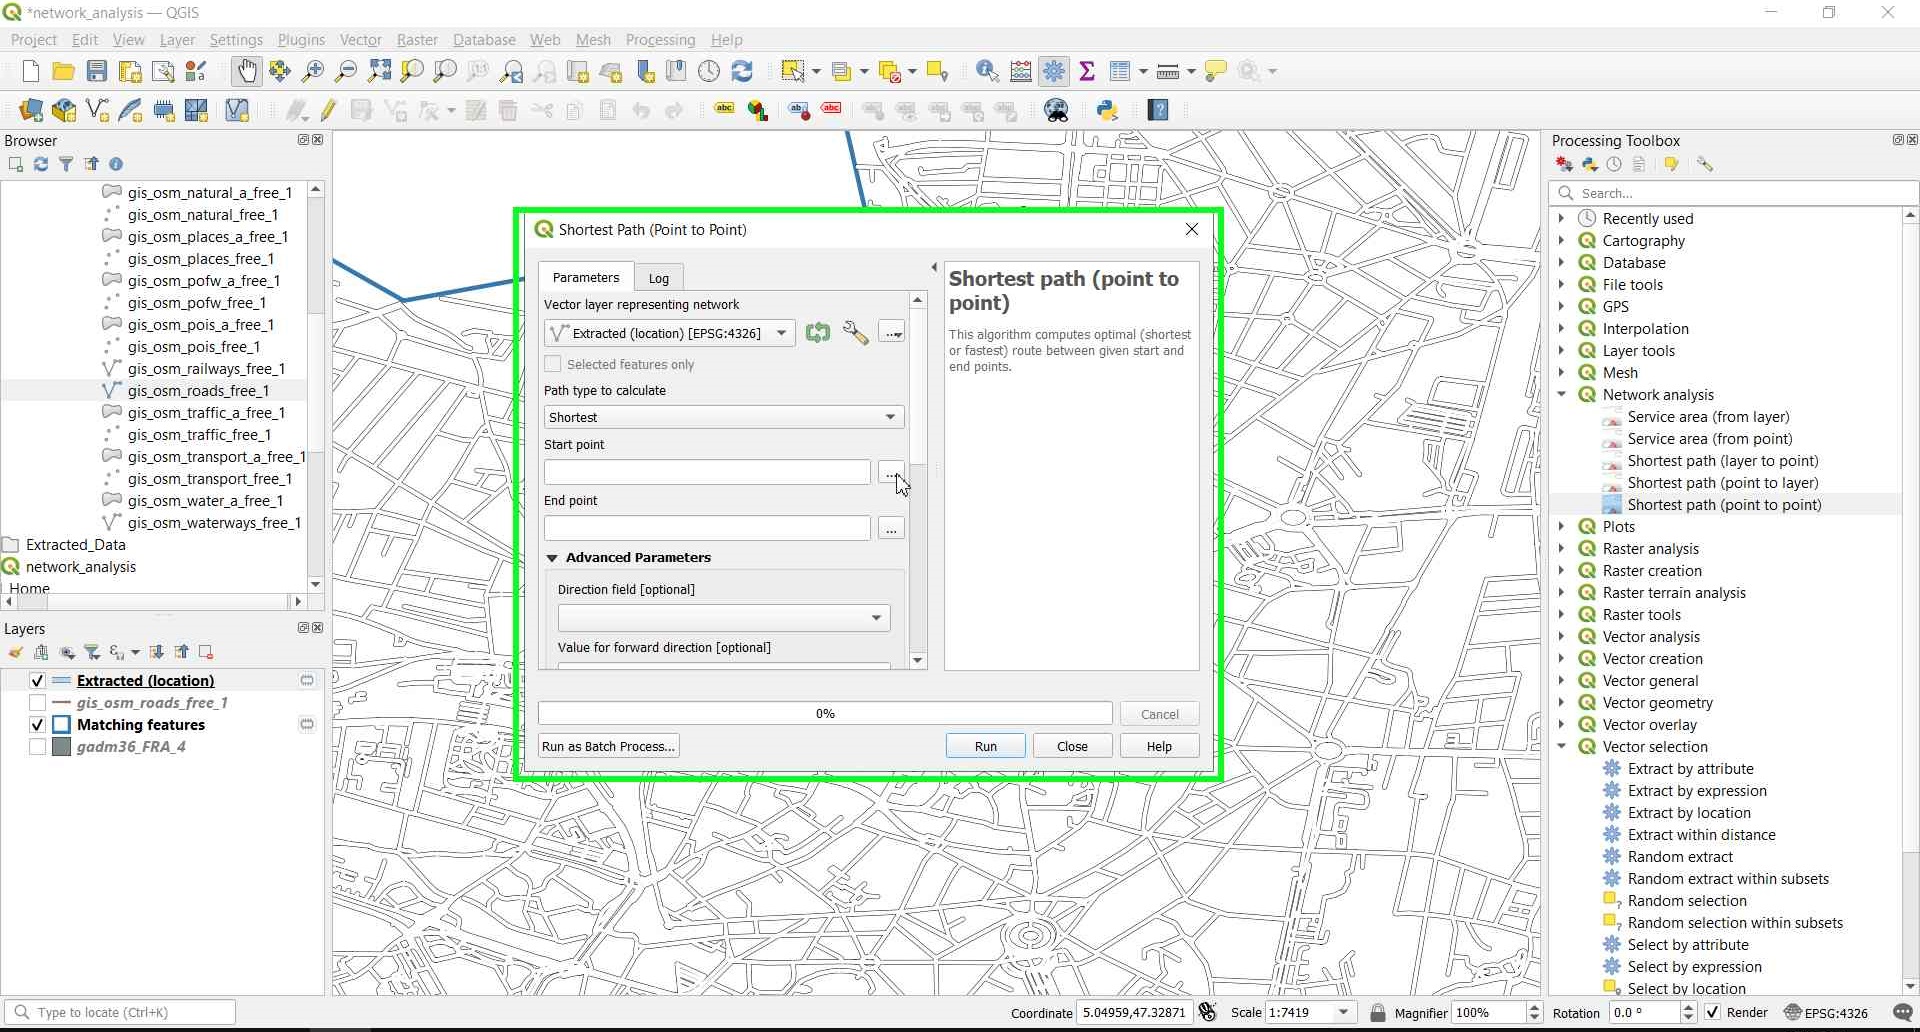 *network_analysis — QGIS
Project Edit View Layer Settings Plugins Vector Raster Database Web Mesh Processing Help
Browser
gis_osm_natural_a_free_1
gis_osm_natural_free_1
gis_osm_places_a_free_1
gis_osm_places_free_1
gis_osm_pofw_a_free_1
gis_osm_pofw_free_1
gis_osm_pois_a_free_1
gis_osm_pois_free_1
gis_osm_railways_free_1
gis_osm_roads_free_1
gis_osm_traffic_a_free_1
gis_osm_traffic_free_1
gis_osm_transport_a_free_1
gis_osm_transport_free_1
gis_osm_water_a_free_1
gis_osm_waterways_free_1
Extracted_Data
network_analysis
Home
Layers
Extracted (location)
gis_osm_roads_free_1
Matching features
gadm36_FRA_4
Shortest Path (Point to Point)
Parameters Log
Vector layer representing network
Extracted (location) [EPSG:4326]
Selected features only
Path type to calculate
Shortest
Start point
...
End point
...
Advanced Parameters
Direction field [optional]
Value for forward direction [optional]
Shortest path (point to
point)
This algorithm computes optimal (shortest
or fastest) route between given start and
end points.
0%
Cancel
Run as Batch Process...
Run
Close
Help
Processing Toolbox
Search...
Recently used
Cartography
Database
File tools
GPS
Interpolation
Layer tools
Mesh
Network analysis
Service area (from layer)
Service area (from point)
Shortest path (layer to point)
Shortest path (point to layer)
Shortest path (point to point)
Plots
Raster analysis
Raster creation
Raster terrain analysis
Raster tools
Vector analysis
Vector creation
Vector general
Vector geometry
Vector overlay
Vector selection
Extract by attribute
Extract by expression
Extract by location
Extract within distance
Random extract
Random extract within subsets
Random selection
Random selection within subsets
Select by attribute
Select by expression
Select by location
Type to locate (Ctrl+K)
Coordinate 5.04959,47.32871 Scale 1:7419 Magnifier 100% Rotation 0.0 ° Render EPSG:4326